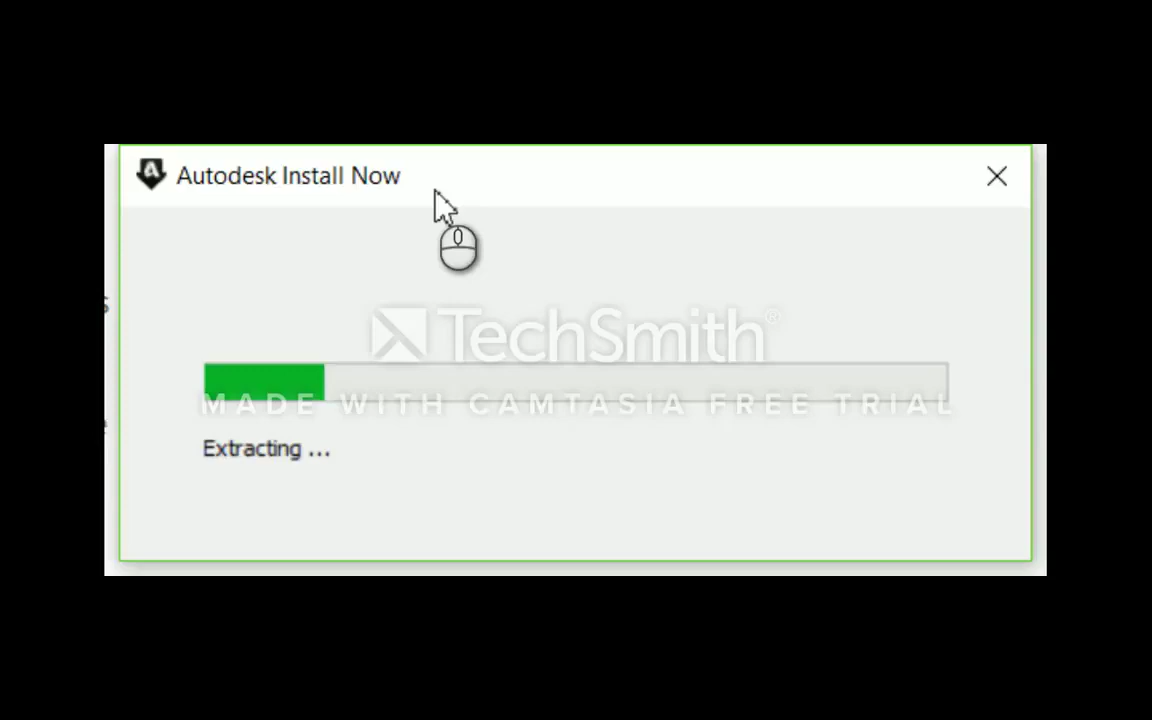 Autodesk Install Now
TechSmith®
MADE WITH CAMTASIA FREE TRIAL
Extracting ...